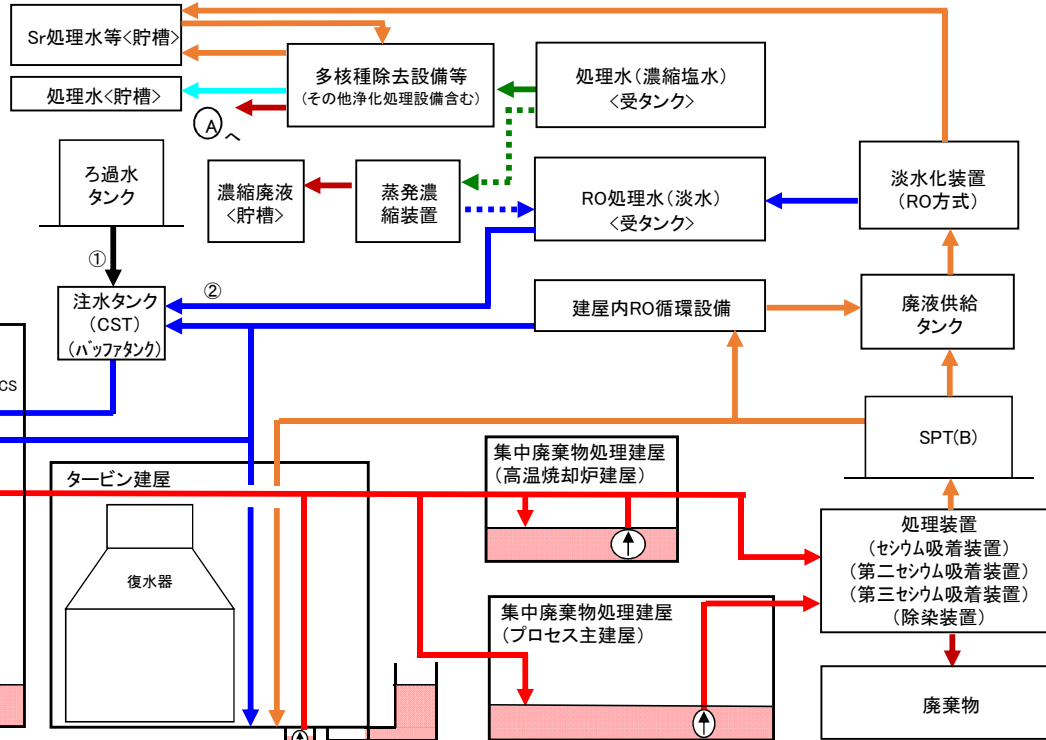 Sr処理水等<貯槽>
処理水<貯槽>
多核種除去設備等
(その他浄化処理設備含む)
処理水(濃縮塩水)
<受タンク>
Aへ
ろ過水
タンク
濃縮廃液
<貯槽>
蒸発濃
縮装置
RO処理水(淡水)
<受タンク>
淡水化装置
(RO方式)
①
②
注水タンク
(CST)
(バッファタンク)
建屋内RO循環設備
廃液供給
タンク
CS
SPT(B)
タービン建屋
復水器
集中廃棄物処理建屋
(高温焼却炉建屋)
集中廃棄物処理建屋
(プロセス主建屋)
処理装置
(セシウム吸着装置)
(第二セシウム吸着装置)
(第三セシウム吸着装置)
(除染装置)
廃棄物